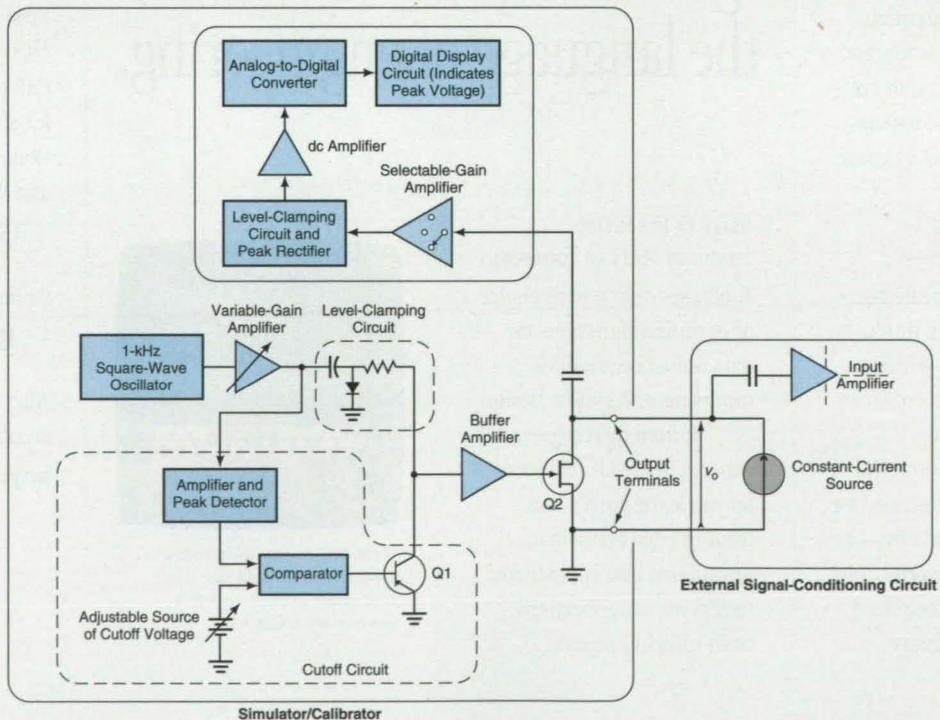 Analog-to-Digital
Converter
Digital Display
Circuit (Indicates
Peak Voltage)
dc Amplifier
Selectable-Gain
Amplifier
Level-Clamping
Circuit and
Peak Rectifier
Variable-Gain
Amplifier
Level-Clamping
Circuit
1-kHz
Square-Wave
Oscillator
Input
Amplifier
Buffer
Amplifier
Output
Terminals
vo
Constant-Current
Source
Amplifier and
Peak Detector
Q2
External Signal-Conditioning Circuit
Comparator
Q1
Adjustable Source
of Cutoff Voltage
Cutoff Circuit
Simulator/Calibrator